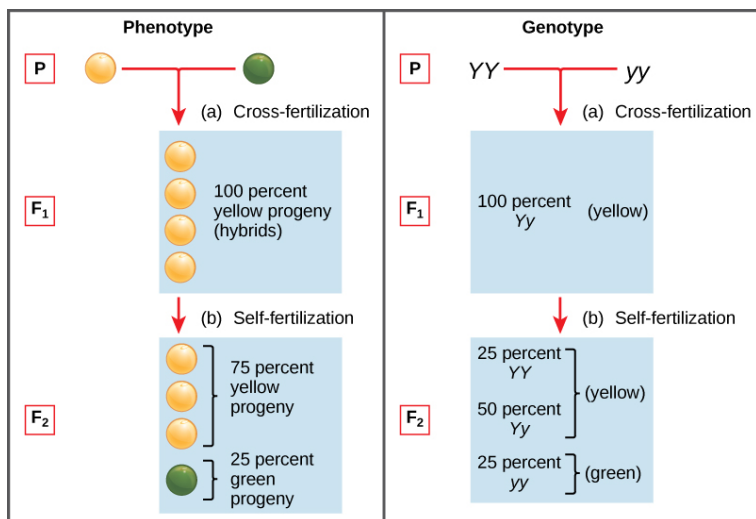 Phenotype
P
(a) Cross-fertilization
F1
100 percent
yellow progeny
(hybrids)
(b) Self-fertilization
F2
75 percent
yellow
progeny
25 percent
green
progeny
Genotype
P
YY
yy
(a) Cross-fertilization
F1
100 percent
Yy
(yellow)
(b) Self-fertilization
F2
25 percent
YY
50 percent
Yy
(yellow)
25 percent
yy
(green)